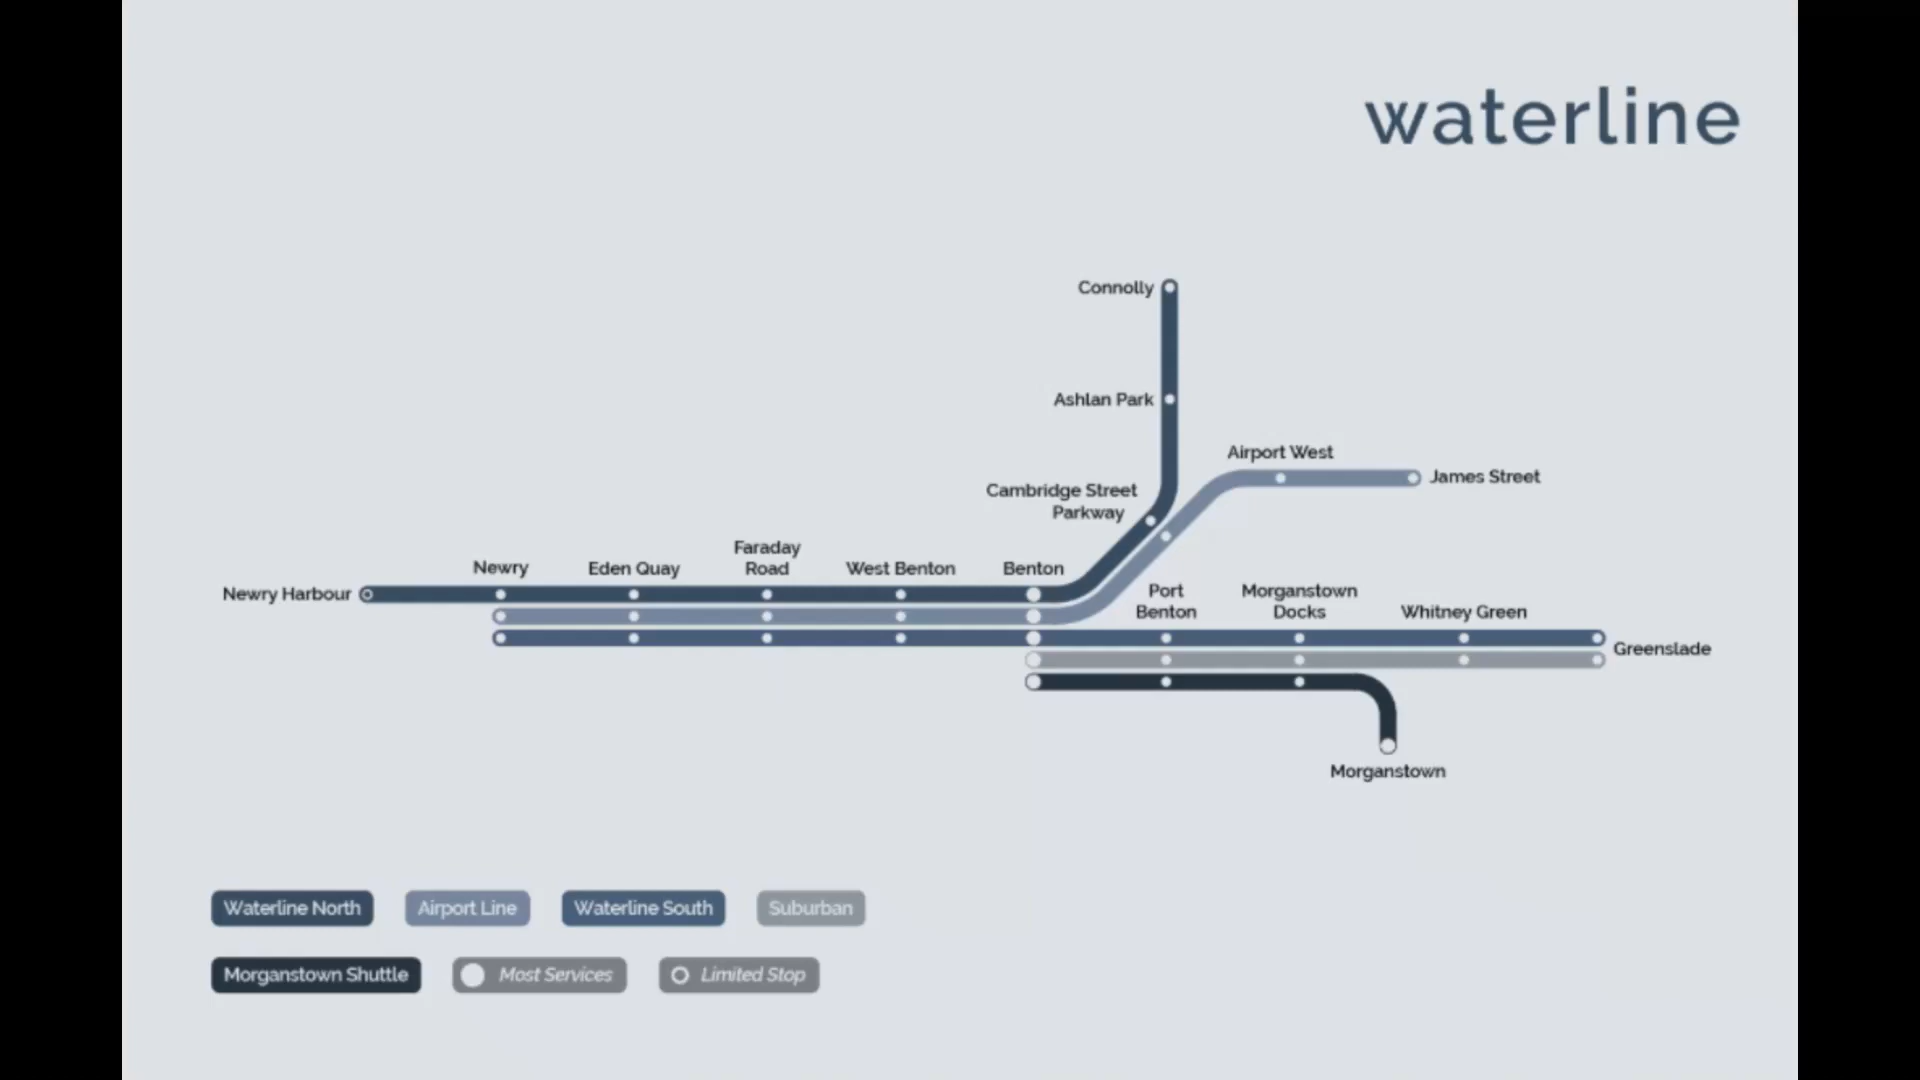 waterline
Connolly
Ashlan Park
Airport West
James Street
Cambridge Street
Parkway
Faraday
Road
Newry
Eden Quay
West Benton
Benton
Newry Harbour
Port
Benton
Morganstown
Docks
Whitney Green
Greenslade
Morganstown
Waterline North
Airport Line
Waterline South
Suburban
Morganstown Shuttle
Most Services
Limited Stop